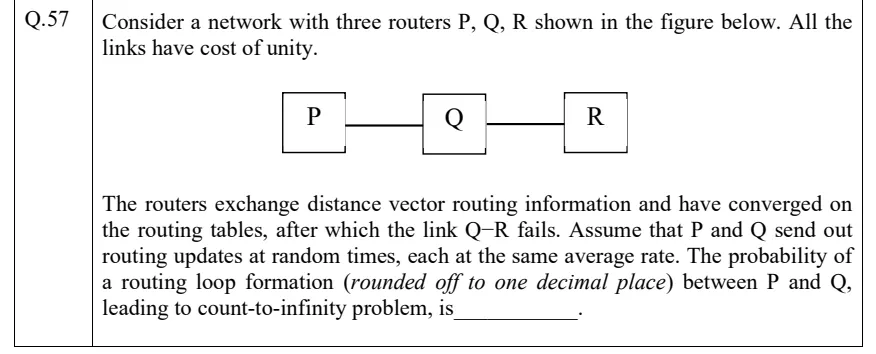 Q.57
Consider a network with three routers P, Q, R shown in the figure below. All the
links have cost of unity.
P
Q
R
The routers exchange distance vector routing information and have converged on
the routing tables, after which the link Q−R fails. Assume that P and Q send out
routing updates at random times, each at the same average rate. The probability of
a routing loop formation (rounded off to one decimal place) between P and Q,
leading to count-to-infinity problem, is____________.